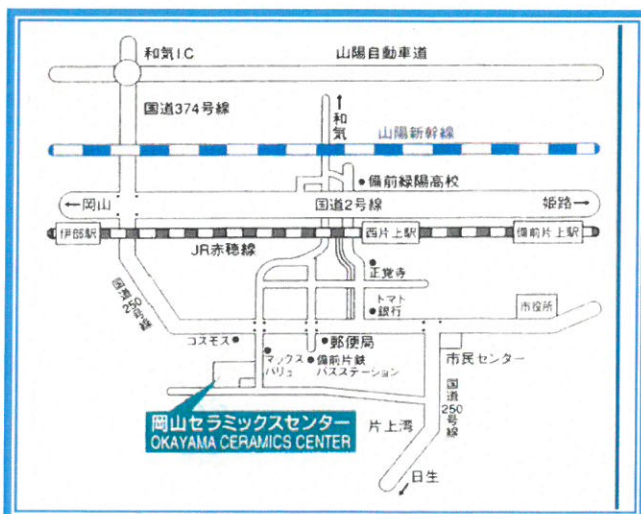 和気IC
山陽自動車道
国道374号線
↑
和気
山陽新幹線
備前緑陽高校
←岡山
国道2号線
姫路→
伊部駅
JR赤穂線
西片上駅
備前片上駅
正覚寺
国道250号線
トマト
銀行
市役所
コスモス
郵便局
マックス
バリュ
備前片鉄
バスステーション
市民センター
国道250号線
岡山セラミックスセンター
OKAYAMA CERAMICS CENTER
片上湾
日生